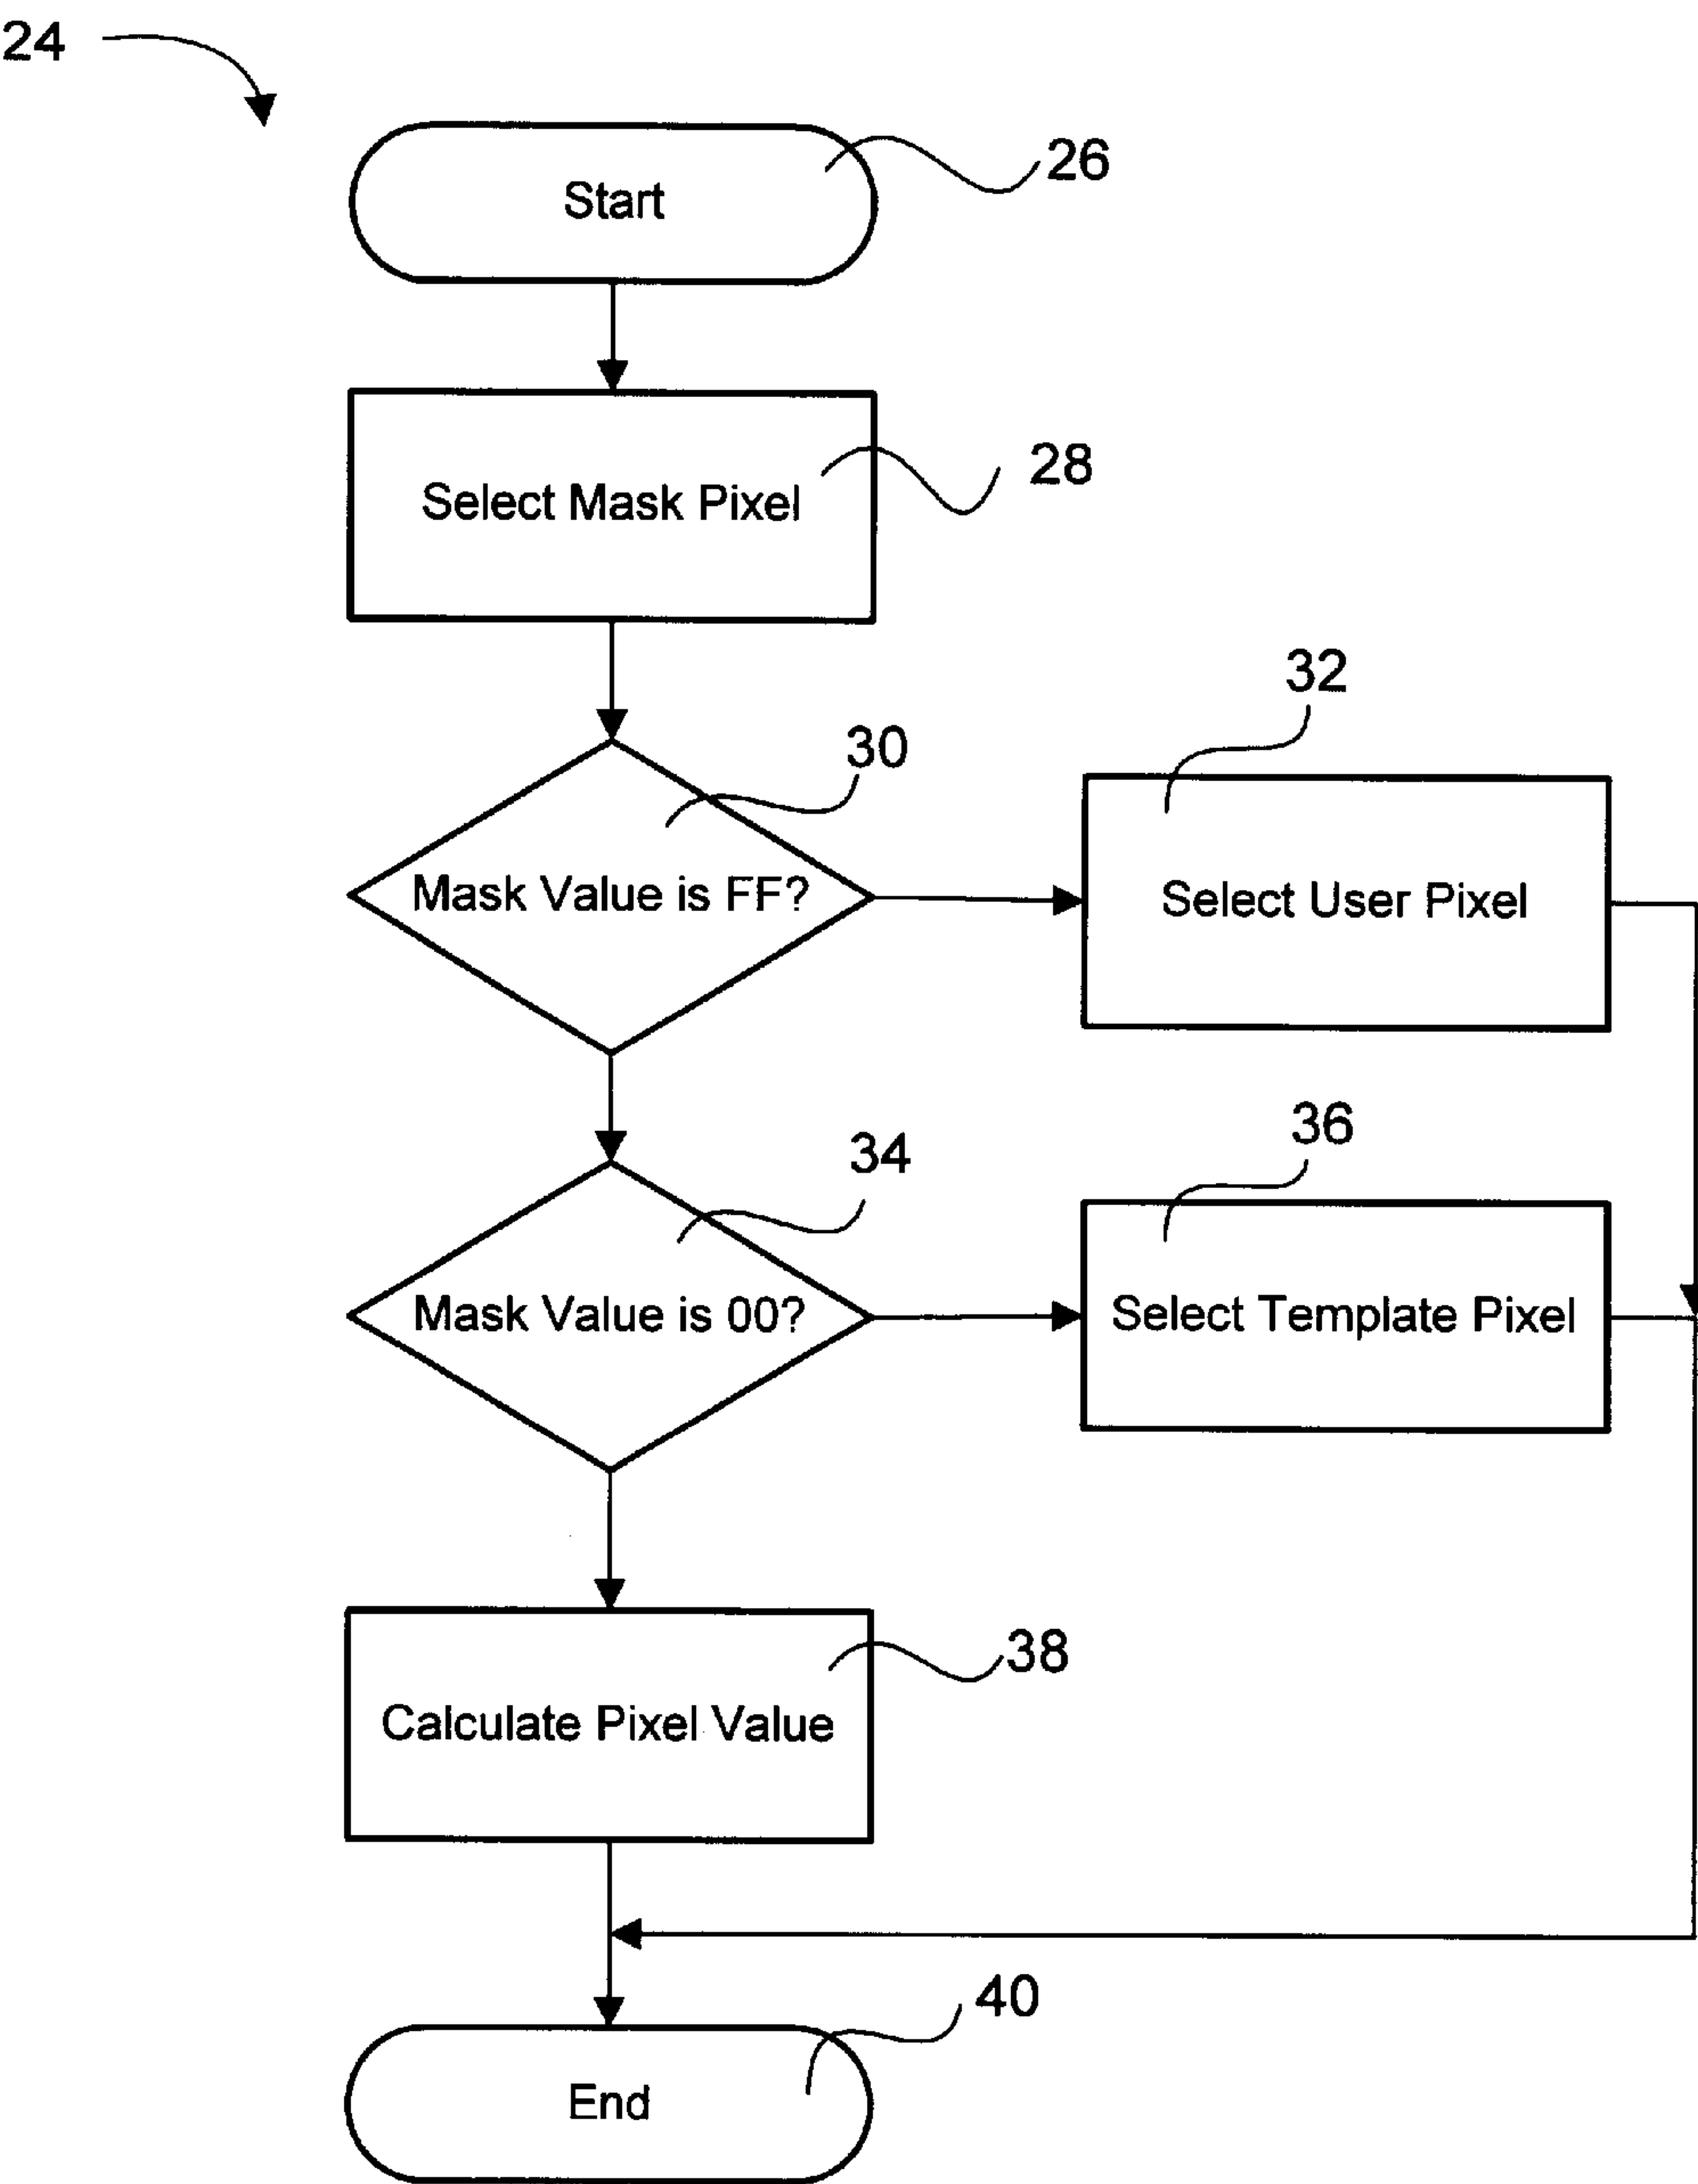 24
26
Start
28
Select Mask Pixel
32
30
Mask Value is FF?
Select User Pixel
36
34
Mask Value is 00?
Select Template Pixel
38
Calculate Pixel Value
40
End